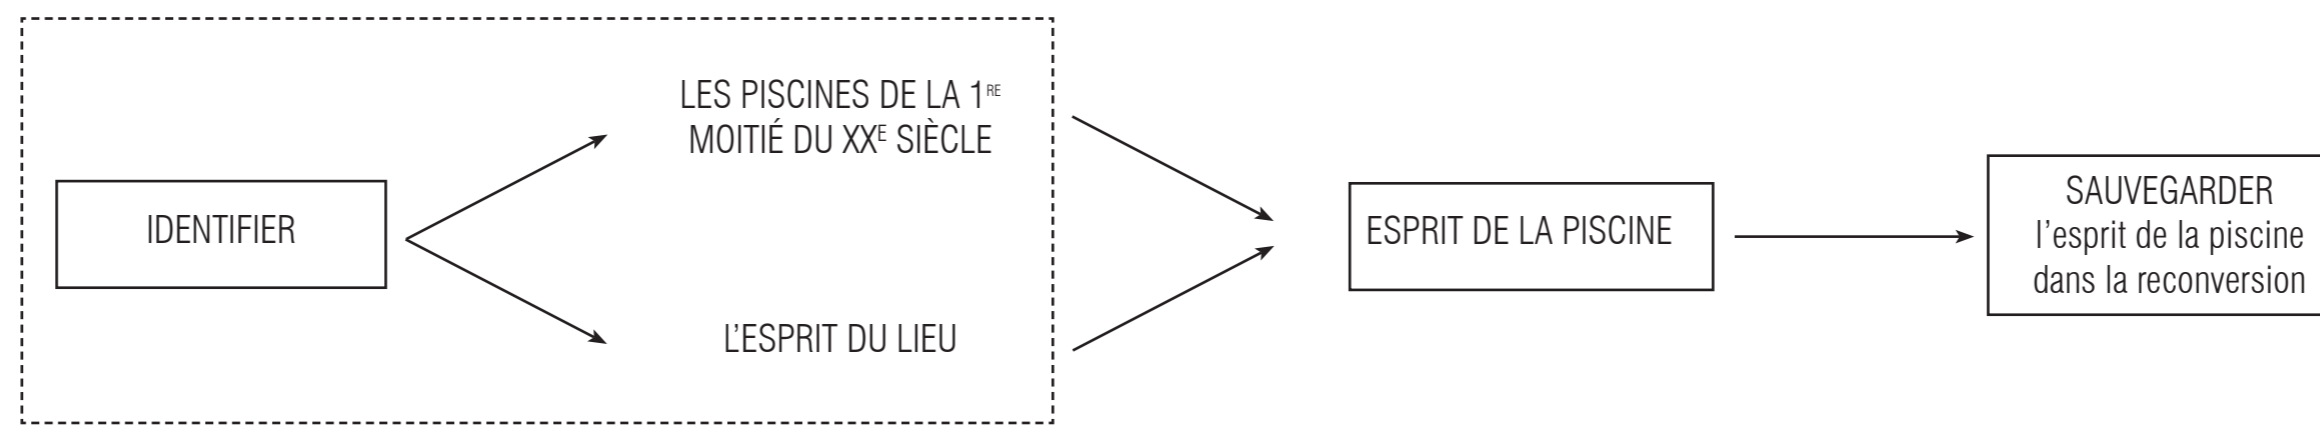 LES PISCINES DE LA 1RE
MOITIÉ DU XXE SIÈCLE
IDENTIFIER
L'ESPRIT DU LIEU
ESPRIT DE LA PISCINE
SAUVEGARDER
l'esprit de la piscine
dans la reconversion